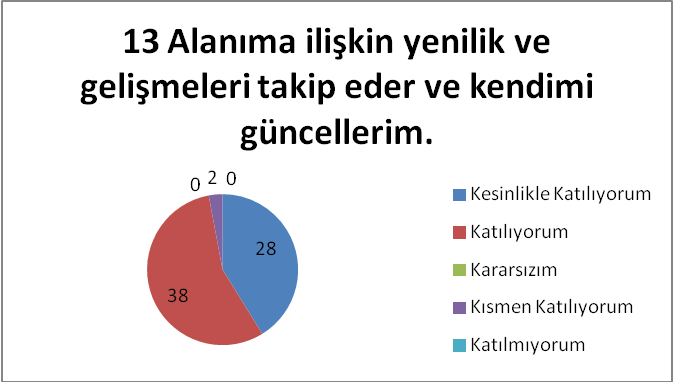 13 Alanıma ilişkin yenilik ve
gelişmeleri takip eder ve kendimi
güncellerim.
0 2 0
28
38
Kesinlikle Katılıyorum
Katılıyorum
Kararsızım
Kısmen Katılıyorum
Katılmıyorum